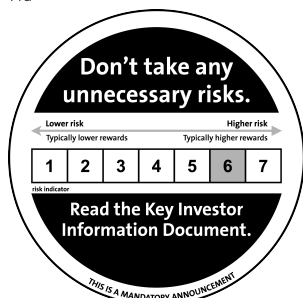 Don't take any
unnecessary risks.
Lower risk Higher risk
Typically lower rewards Typically higher rewards
1 2 3 4 5 6 7
risk indicator
Read the Key Investor
Information Document.
THIS IS A MANDATORY ANNOUNCEMENT